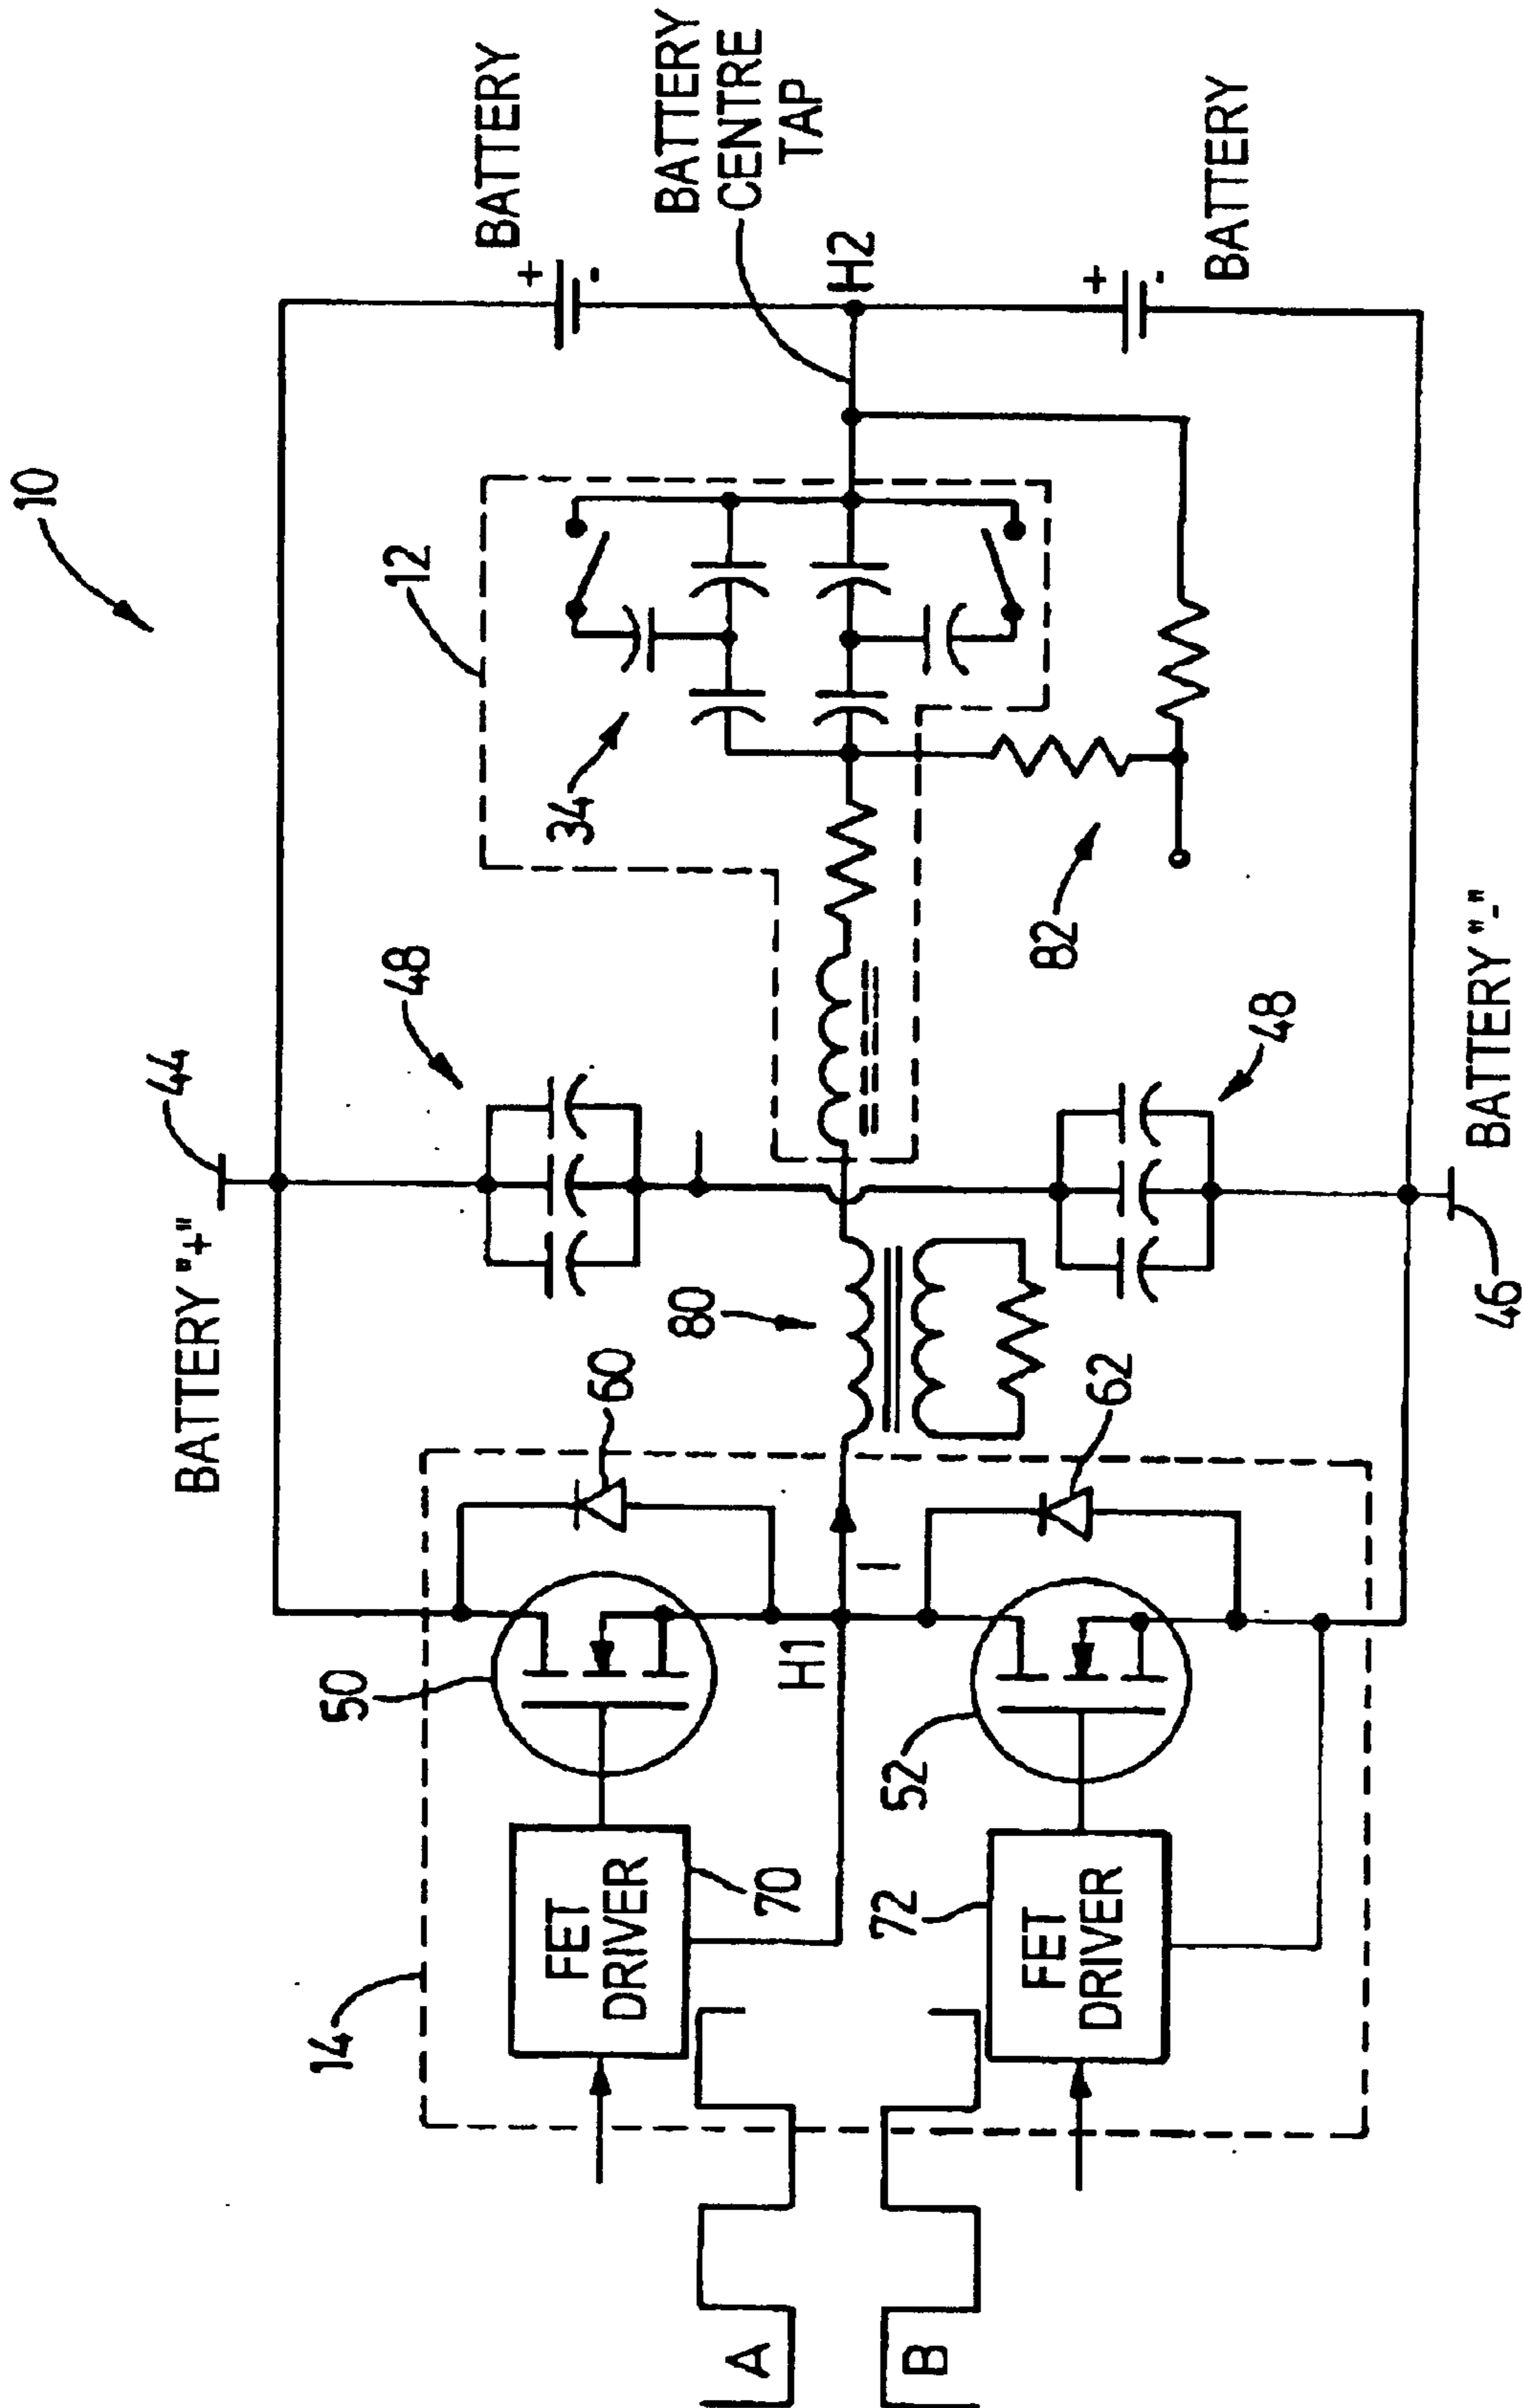 10
44
BATTERY "+"
48
12
BATTERY
+
-
34
BATTERY
CENTRE
TAP
H2
14
50
60
80
FET
DRIVER
70
H1
I
A
B
52
62
72
FET
DRIVER
82
48
+
-
BATTERY
46
BATTERY "-"